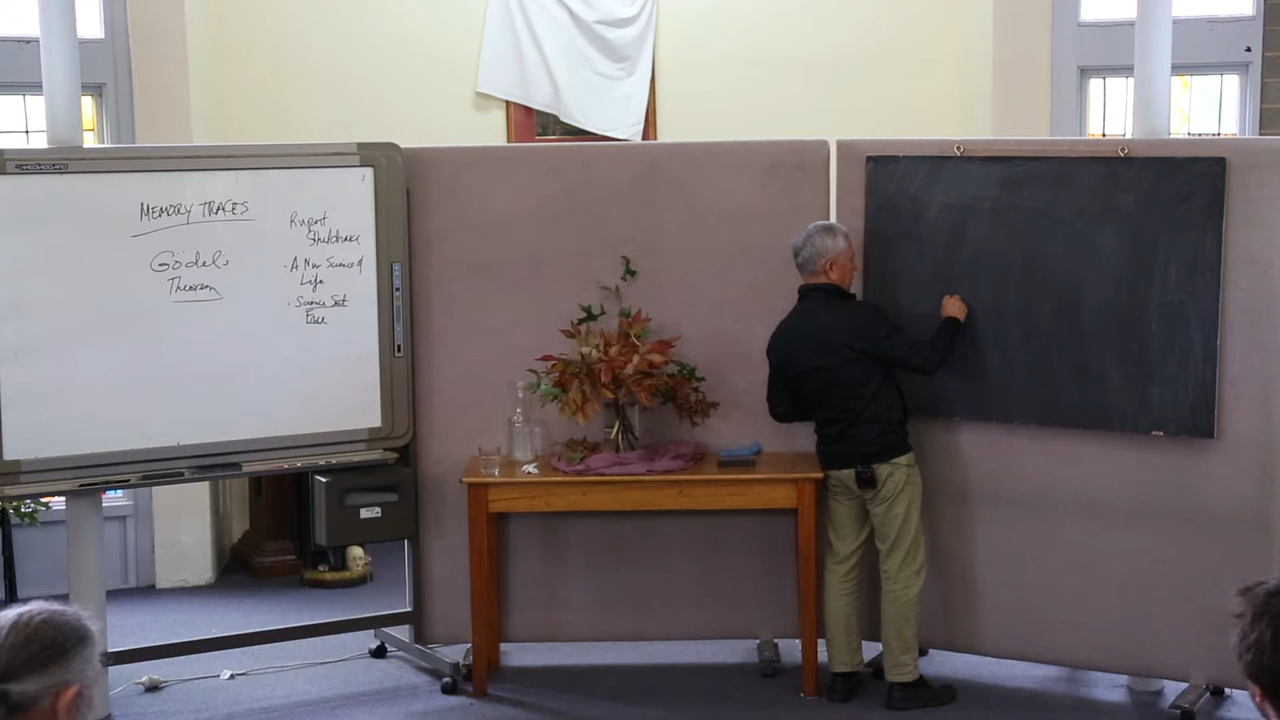 MEMORY TRACES
Gödel's
Theorem
Rupert
Sheldrake
· A New Science of
Life
· Science Set
Free